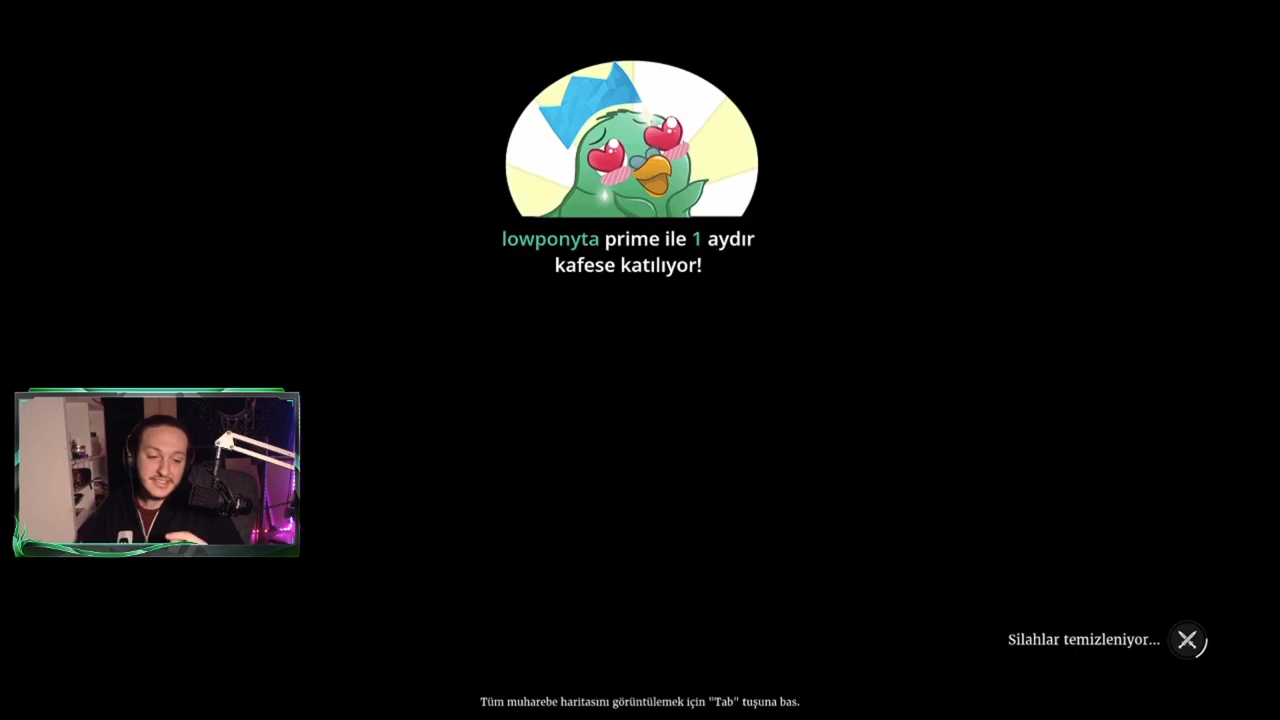 lowponyta prime ile 1 aydır
kafese katılıyor!
Silahlar temizleniyor...
Tüm muharebe haritasını görüntülemek için "Tab" tuşuna bas.